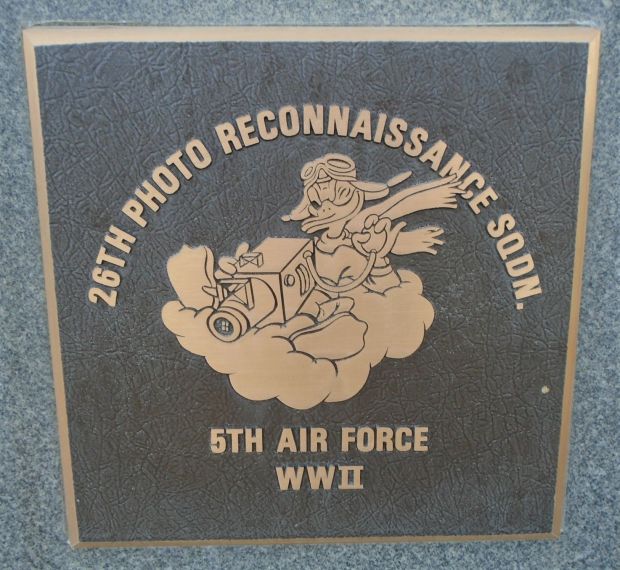 26TH PHOTO RECONNAISSANCE SQDN.
5TH AIR FORCE
WWII